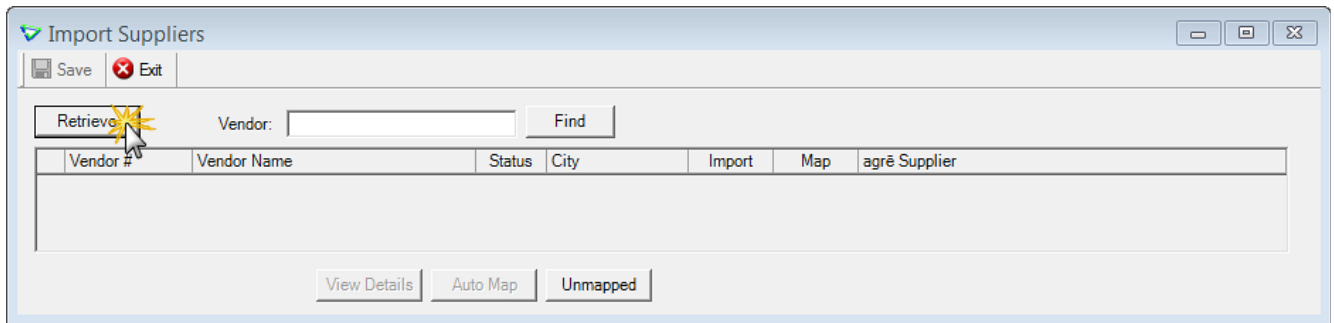 Import Suppliers
Save Exit
Retrieve Vendor: Find
Vendor # Vendor Name Status City Import Map agrē Supplier
View Details Auto Map Unmapped